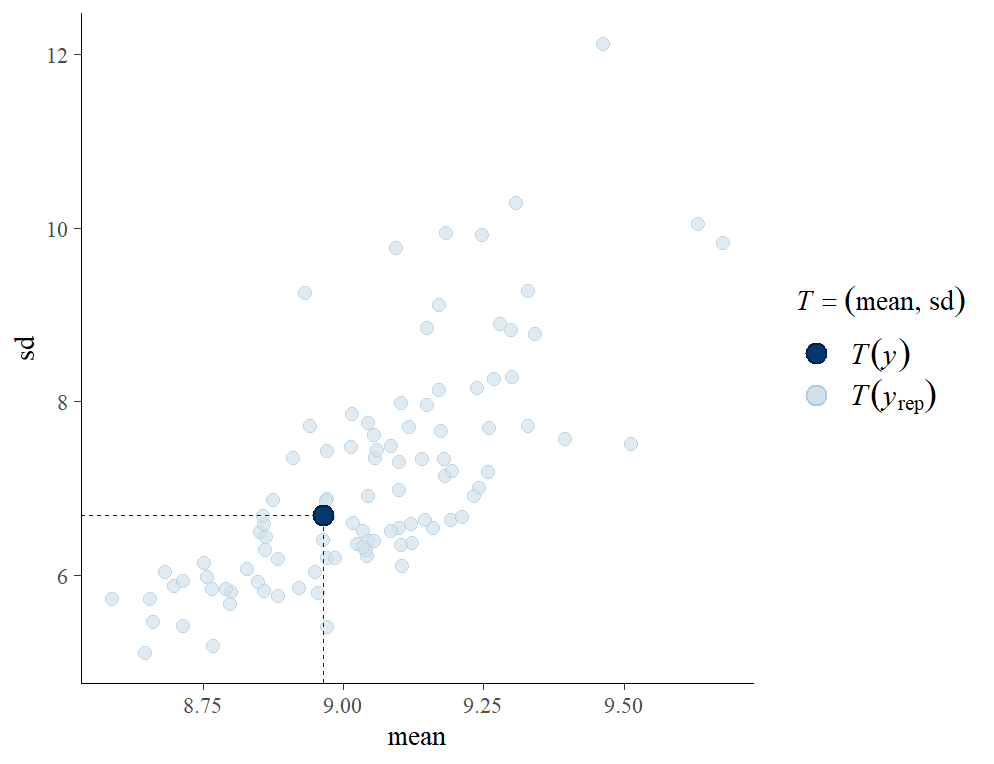 12
10
8
6
sd
8.75 9.00 9.25 9.50
mean
T = (mean, sd)
T(y)
T(yrep)